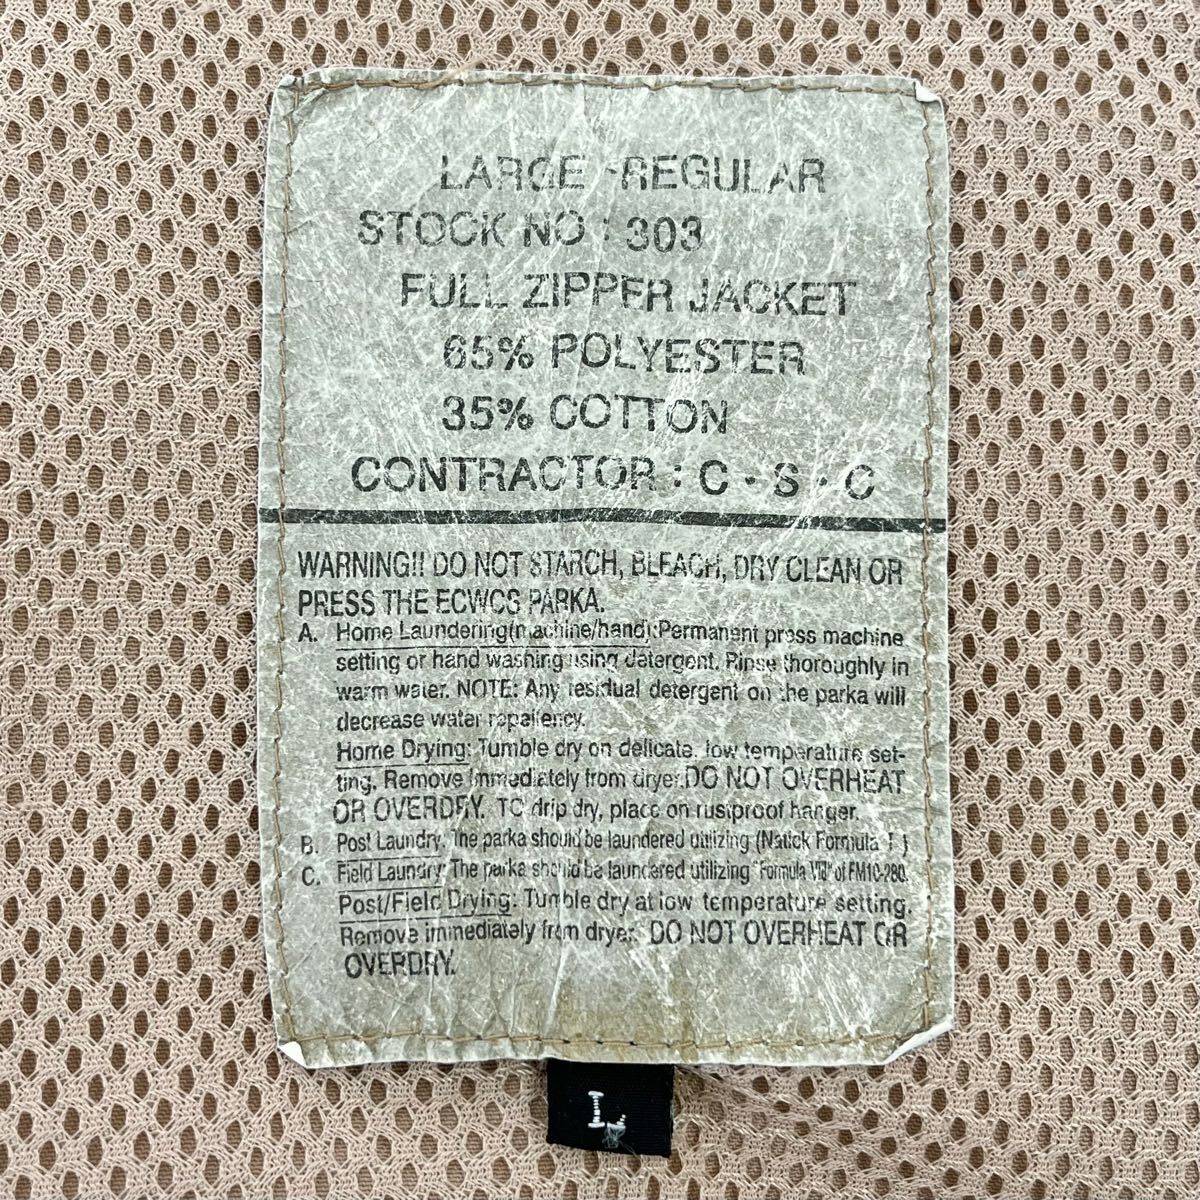 LARGE -REGULAR
STOCK NO : 303
FULL ZIPPER JACKET
65% POLYESTER
35% COTTON
CONTRACTOR : C · S · C
WARNING!! DO NOT STARCH, BLEACH, DRY CLEAN OR
PRESS THE ECWCS PARKA.
A. Home Laundering(machine/hand):Permanent press machine
setting or hand washing using detergent. Rinse thoroughly in
warm water. NOTE: Any residual detergent on the parka will
decrease water repellency.
Home Drying: Tumble dry on delicate. low temperature set-
ting. Remove immediately from dryer.DO NOT OVERHEAT
OR OVERDRY. TO drip dry, place on rustproof hanger.
B. Post Laundry: The parka should be laundered utilizing (Natick Formula
C. Field Laundry: The parka should be laundered utilizing "Formula of FM10-280.
Post/Field Drying: Tumble dry at low temperature setting.
Remove immediately from dryer. DO NOT OVERHEAT OR
OVERDRY.
L